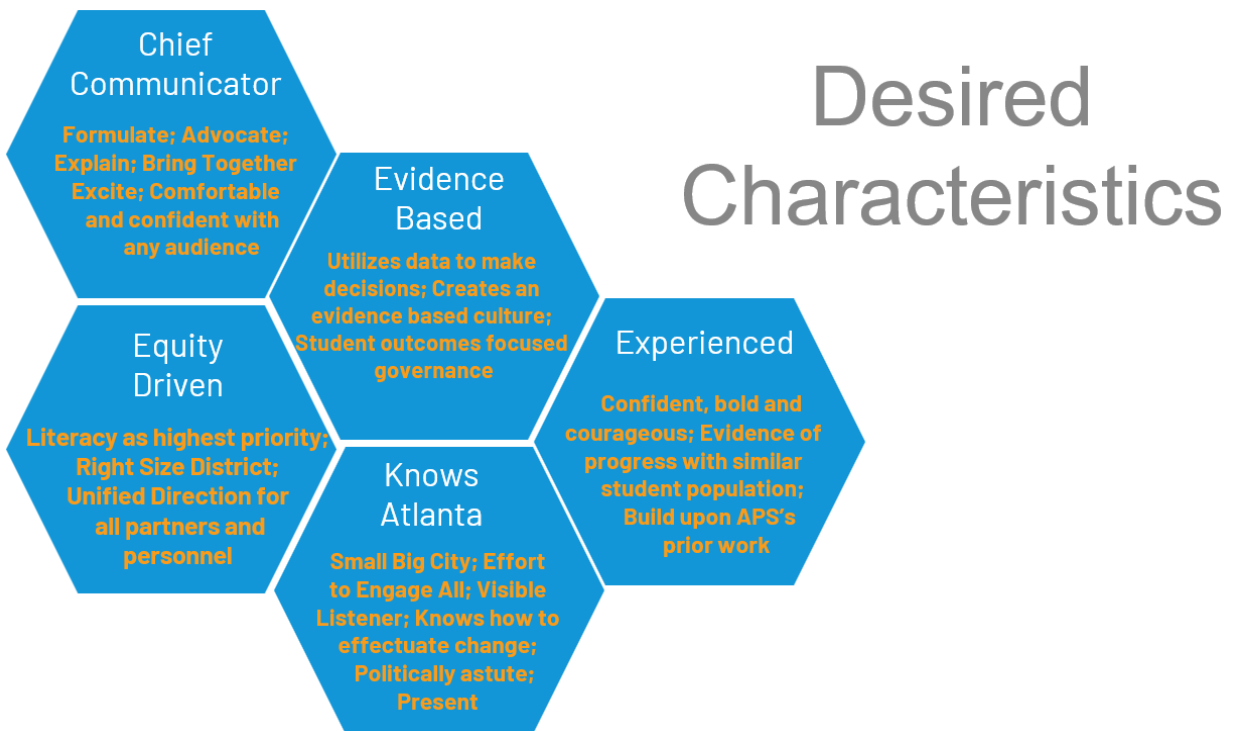 Desired
Characteristics
Chief
Communicator
Formulate; Advocate;
Explain; Bring Together
Excite; Comfortable
and confident with
any audience
Evidence
Based
Utilizes data to make
decisions; Creates an
evidence based culture;
Student outcomes focused
governance
Equity
Driven
Literacy as highest priority;
Right Size District;
Unified Direction for
all partners and
personnel
Knows
Atlanta
Small Big City; Effort
to Engage All; Visible
Listener; Knows how to
effectuate change;
Politically astute;
Present
Experienced
Confident, bold and
courageous; Evidence of
progress with similar
student population;
Build upon APS's
prior work